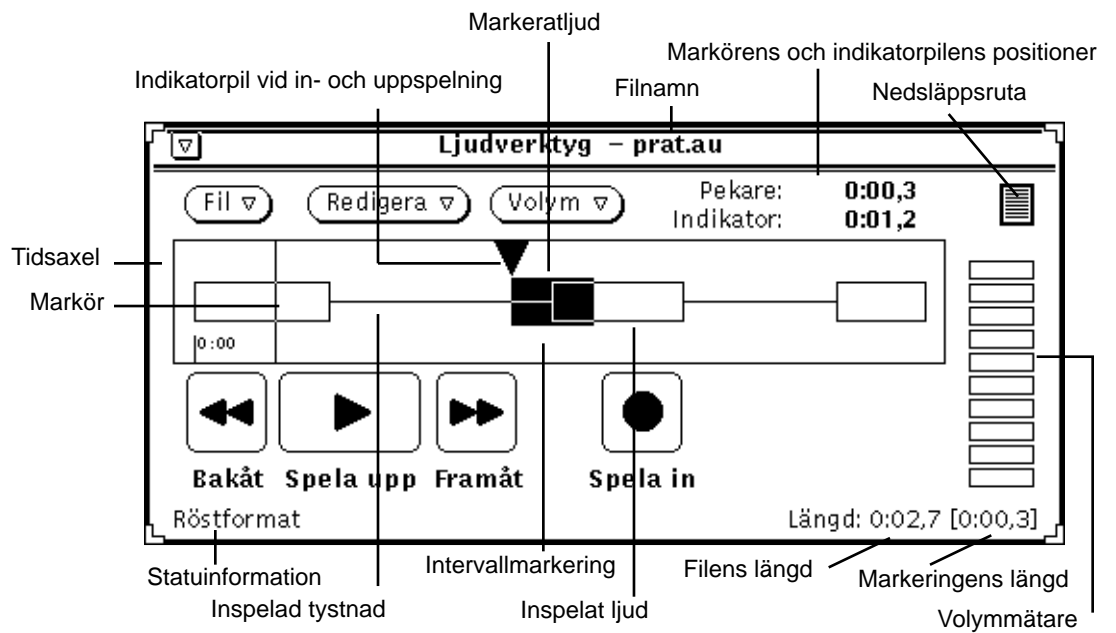 Markeratljud
Markörens och indikatorpilens positioner
Indikatorpil vid in- och uppspelning
Filnamn
Nedsläppsruta
Ljudverktyg – prat.au
Fil Redigera Volym
Pekare: 0:00,3
Indikator: 0:01,2
Tidsaxel
Markör
0:00
Bakåt Spela upp Framåt Spela in
Röstformat
Längd: 0:02,7 [0:00,3]
Statuinformation
Intervallmarkering
Filens längd
Markeringens längd
Inspelad tystnad
Inspelat ljud
Volymmätare